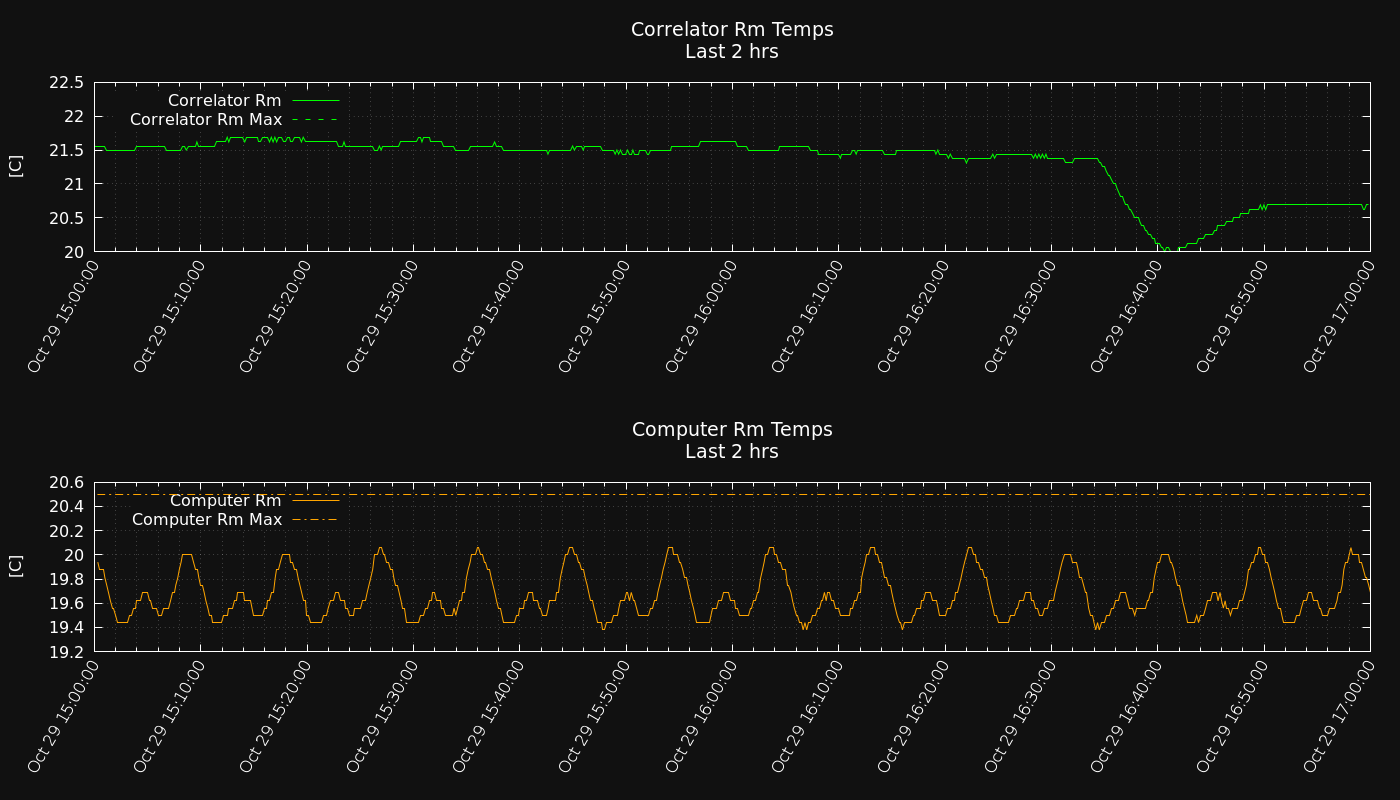 Correlator Rm Temps
Last 2 hrs
22.5
22
21.5
21
20.5
20
[C]
Correlator Rm
Correlator Rm Max
Oct 29 15:00:00
Oct 29 15:10:00
Oct 29 15:20:00
Oct 29 15:30:00
Oct 29 15:40:00
Oct 29 15:50:00
Oct 29 16:00:00
Oct 29 16:10:00
Oct 29 16:20:00
Oct 29 16:30:00
Oct 29 16:40:00
Oct 29 16:50:00
Oct 29 17:00:00
Computer Rm Temps
Last 2 hrs
20.6
20.4
20.2
20
19.8
19.6
19.4
19.2
[C]
Computer Rm
Computer Rm Max
Oct 29 15:00:00
Oct 29 15:10:00
Oct 29 15:20:00
Oct 29 15:30:00
Oct 29 15:40:00
Oct 29 15:50:00
Oct 29 16:00:00
Oct 29 16:10:00
Oct 29 16:20:00
Oct 29 16:30:00
Oct 29 16:40:00
Oct 29 16:50:00
Oct 29 17:00:00